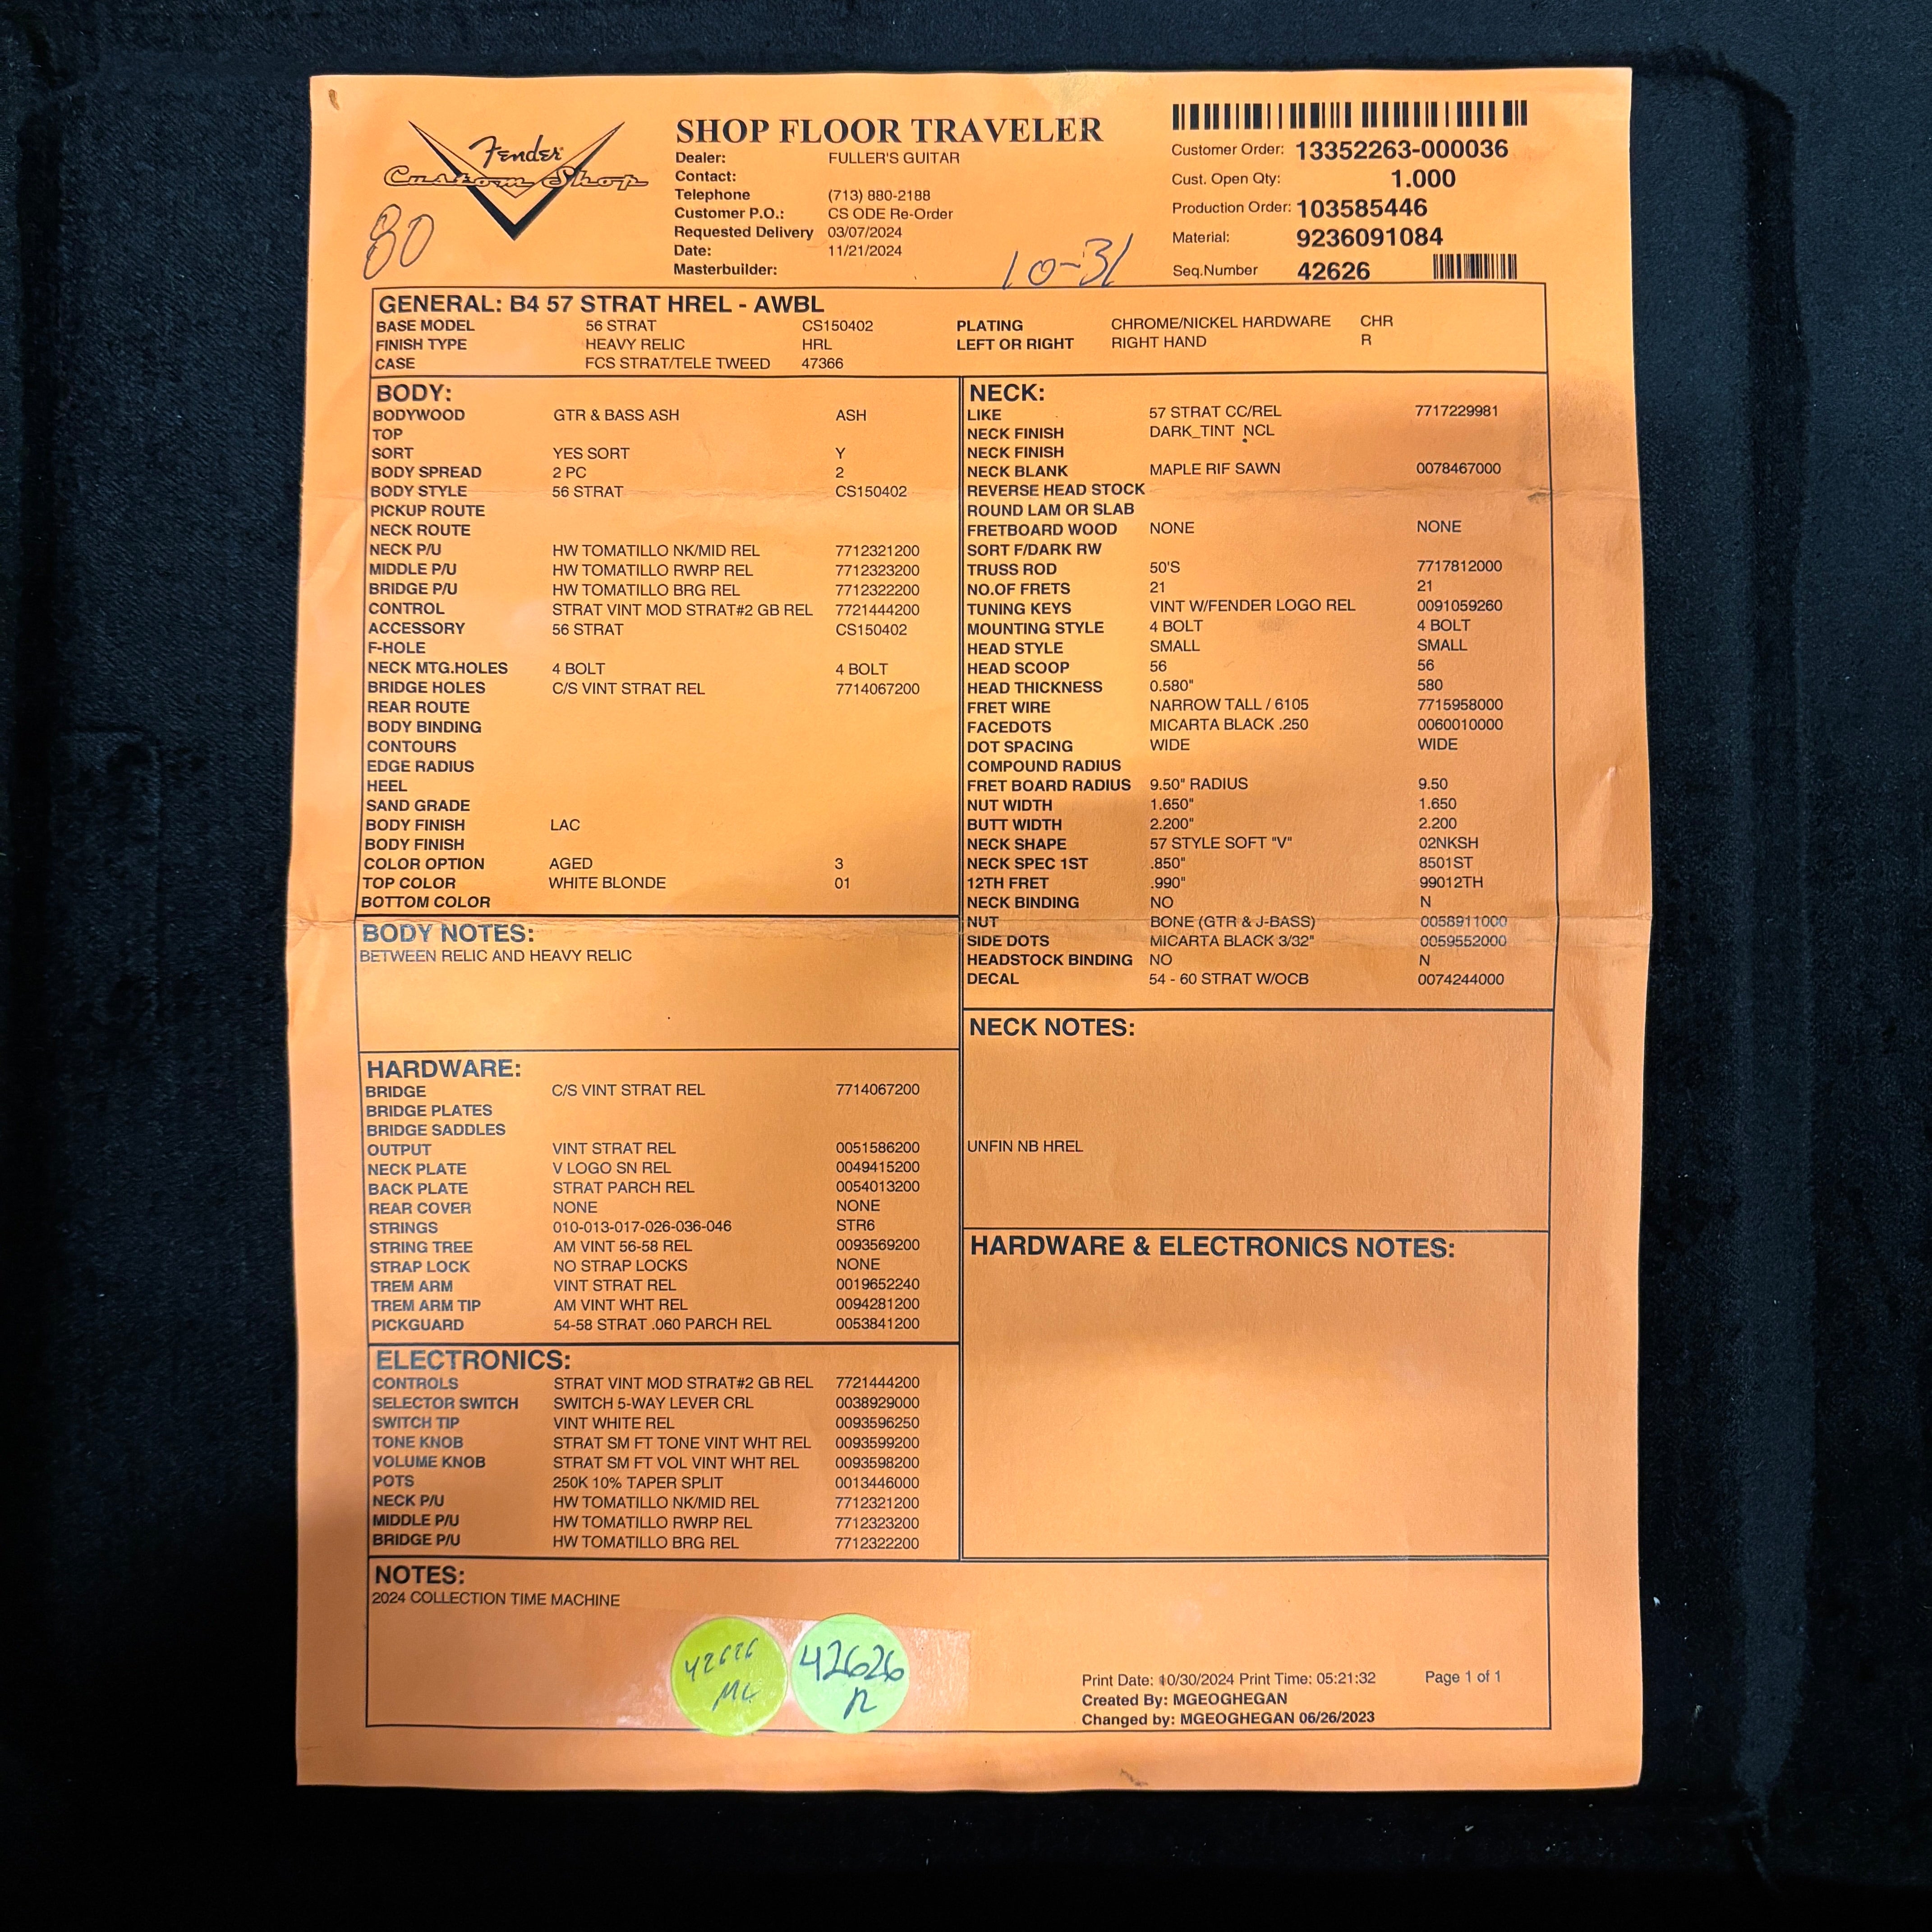 Fender
Custom Shop
80
SHOP FLOOR TRAVELER
Dealer: FULLER'S GUITAR
Contact:
Telephone (713) 880-2188
Customer P.O.: CS ODE Re-Order
Requested Delivery 03/07/2024
Date: 11/21/2024
Masterbuilder:
10-31
Customer Order: 13352263-000036
Cust. Open Qty: 1.000
Production Order: 103585446
Material: 9236091084
Seq.Number 42626
GENERAL: B4 57 STRAT HREL - AWBL
BASE MODEL 56 STRAT CS150402
FINISH TYPE HEAVY RELIC HRL
CASE FCS STRAT/TELE TWEED 47366
PLATING CHROME/NICKEL HARDWARE CHR
LEFT OR RIGHT RIGHT HAND R
BODY:
BODYWOOD GTR & BASS ASH ASH
TOP
SORT YES SORT Y
BODY SPREAD 2 PC 2
BODY STYLE 56 STRAT CS150402
PICKUP ROUTE
NECK ROUTE
NECK P/U HW TOMATILLO NK/MID REL 7712321200
MIDDLE P/U HW TOMATILLO RWRP REL 7712323200
BRIDGE P/U HW TOMATILLO BRG REL 7712322200
CONTROL STRAT VINT MOD STRAT#2 GB REL 7721444200
ACCESSORY 56 STRAT CS150402
F-HOLE
NECK MTG.HOLES 4 BOLT 4 BOLT
BRIDGE HOLES C/S VINT STRAT REL 7714067200
REAR ROUTE
BODY BINDING
CONTOURS
EDGE RADIUS
HEEL
SAND GRADE
BODY FINISH LAC
BODY FINISH
COLOR OPTION AGED 3
TOP COLOR WHITE BLONDE 01
BOTTOM COLOR
BODY NOTES:
BETWEEN RELIC AND HEAVY RELIC
HARDWARE:
BRIDGE C/S VINT STRAT REL 7714067200
BRIDGE PLATES
BRIDGE SADDLES
OUTPUT VINT STRAT REL 0051586200
NECK PLATE V LOGO SN REL 0049415200
BACK PLATE STRAT PARCH REL 0054013200
REAR COVER NONE NONE
STRINGS 010-013-017-026-036-046 STR6
STRING TREE AM VINT 56-58 REL 0093569200
STRAP LOCK NO STRAP LOCKS NONE
TREM ARM VINT STRAT REL 0019652240
TREM ARM TIP AM VINT WHT REL 0094281200
PICKGUARD 54-58 STRAT .060 PARCH REL 0053841200
ELECTRONICS:
CONTROLS STRAT VINT MOD STRAT#2 GB REL 7721444200
SELECTOR SWITCH SWITCH 5-WAY LEVER CRL 0038929000
SWITCH TIP VINT WHITE REL 0093596250
TONE KNOB STRAT SM FT TONE VINT WHT REL 0093599200
VOLUME KNOB STRAT SM FT VOL VINT WHT REL 0093598200
POTS 250K 10% TAPER SPLIT 0013446000
NECK P/U HW TOMATILLO NK/MID REL 7712321200
MIDDLE P/U HW TOMATILLO RWRP REL 7712323200
BRIDGE P/U HW TOMATILLO BRG REL 7712322200
NECK:
LIKE 57 STRAT CC/REL 7717229981
NECK FINISH DARK_TINT NCL
NECK FINISH
NECK BLANK MAPLE RIF SAWN 0078467000
REVERSE HEAD STOCK
ROUND LAM OR SLAB
FRETBOARD WOOD NONE NONE
SORT F/DARK RW
TRUSS ROD 50'S 7717812000
NO.OF FRETS 21 21
TUNING KEYS VINT W/FENDER LOGO REL 0091059260
MOUNTING STYLE 4 BOLT 4 BOLT
HEAD STYLE SMALL SMALL
HEAD SCOOP 56 56
HEAD THICKNESS 0.580" 580
FRET WIRE NARROW TALL / 6105 7715958000
FACEDOTS MICARTA BLACK .250 0060010000
DOT SPACING WIDE WIDE
COMPOUND RADIUS
FRET BOARD RADIUS 9.50" RADIUS 9.50
NUT WIDTH 1.650" 1.650
BUTT WIDTH 2.200" 2.200
NECK SHAPE 57 STYLE SOFT "V" 02NKSH
NECK SPEC 1ST .850" 8501ST
12TH FRET .990" 99012TH
NECK BINDING NO N
NUT BONE (GTR & J-BASS) 0058911000
SIDE DOTS MICARTA BLACK 3/32" 0059552000
HEADSTOCK BINDING NO N
DECAL 54 - 60 STRAT W/OCB 0074244000
NECK NOTES:
UNFIN NB HREL
HARDWARE & ELECTRONICS NOTES:
NOTES:
2024 COLLECTION TIME MACHINE
42626
ML
42626
n
Print Date: 10/30/2024 Print Time: 05:21:32 Page 1 of 1
Created By: MGEOGHEGAN
Changed by: MGEOGHEGAN 06/26/2023